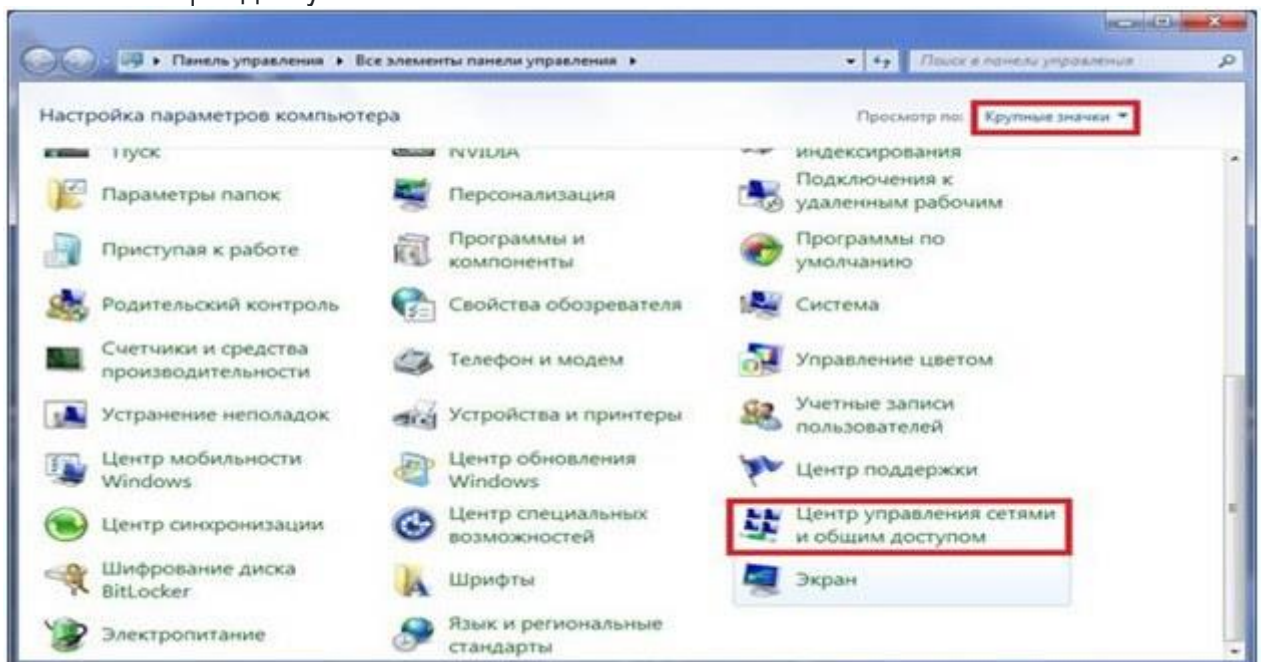 Панель управления ▸ Все элементы панели управления ▸
Поиск в панели управления
Настройка параметров компьютера
Просмотр по: Крупные значки
Пуск
NVIDIA
индексирования
Параметры папок
Персонализация
Подключения к
удаленным рабочим
Приступая к работе
Программы и
компоненты
Программы по
умолчанию
Родительский контроль
Свойства обозревателя
Система
Счетчики и средства
производительности
Телефон и модем
Управление цветом
Устранение неполадок
Устройства и принтеры
Учетные записи
пользователей
Центр мобильности
Windows
Центр обновления
Windows
Центр поддержки
Центр синхронизации
Центр специальных
возможностей
Центр управления сетями
и общим доступом
Шифрование диска
BitLocker
Шрифты
Экран
Электропитание
Язык и региональные
стандарты